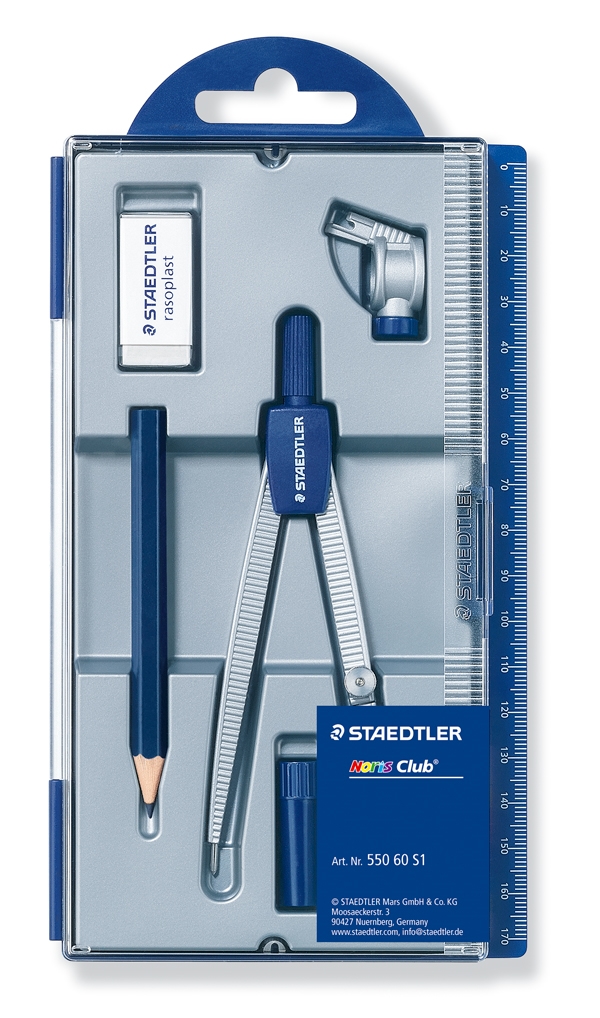 STAEDTLER
rasoplast
STAEDTLER
STAEDTLER
0
10
20
30
40
50
60
70
80
90
100
110
120
130
140
150
160
170
STAEDTLER
Noris Club®
Art. Nr. 550 60 S1
© STAEDTLER Mars GmbH & Co. KG
Moosaeckerstr. 3
90427 Nuernberg, Germany
www.staedtler.com, info@staedtler.de